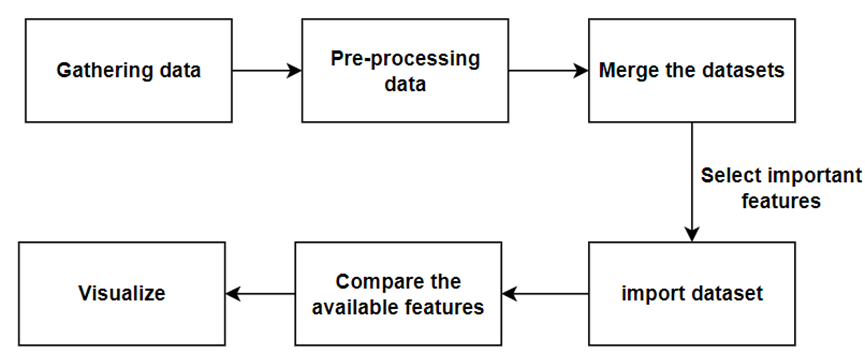 Gathering data
Pre-processing
data
Merge the datasets
Select important
features
import dataset
Compare the
available features
Visualize